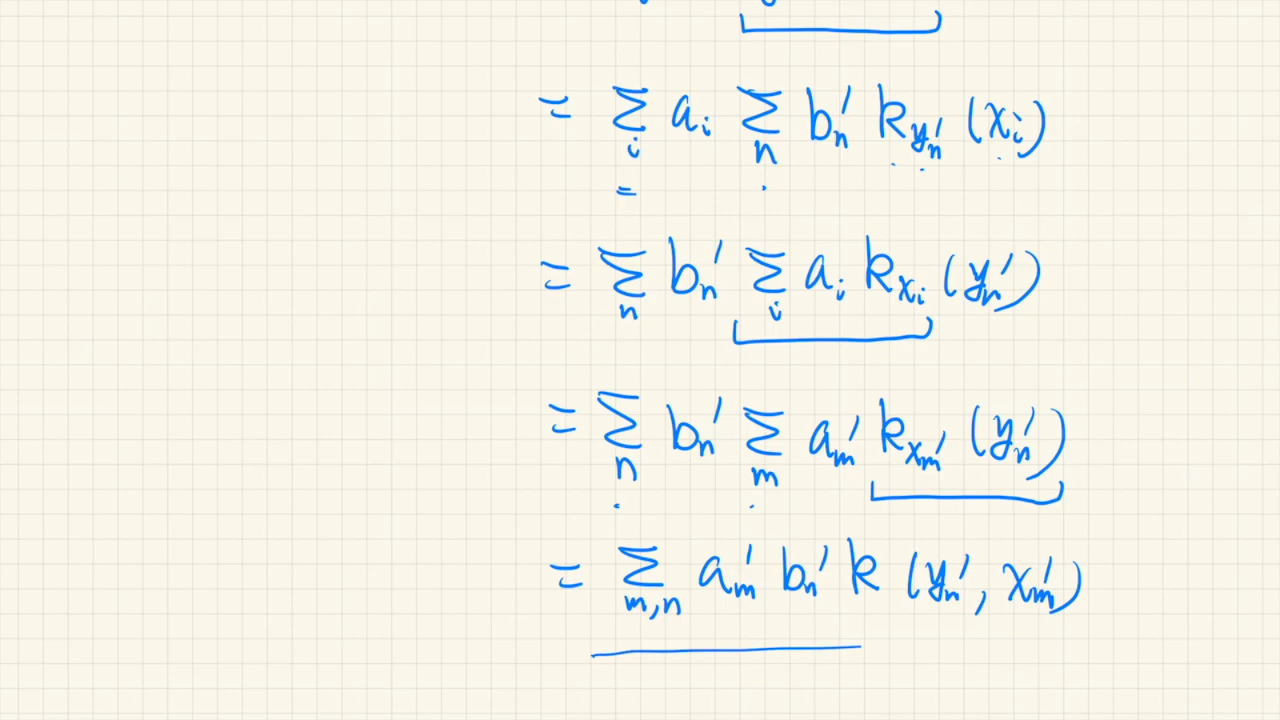 = Σ_i a_i Σ_n b_n' k_{y_n'} (x_i)
= Σ_n b_n' Σ_i a_i k_{x_i} (y_n')
= Σ_n b_n' Σ_m a_m' k_{x_m'} (y_n')
= Σ_{m,n} a_m' b_n' k (y_n', x_m')